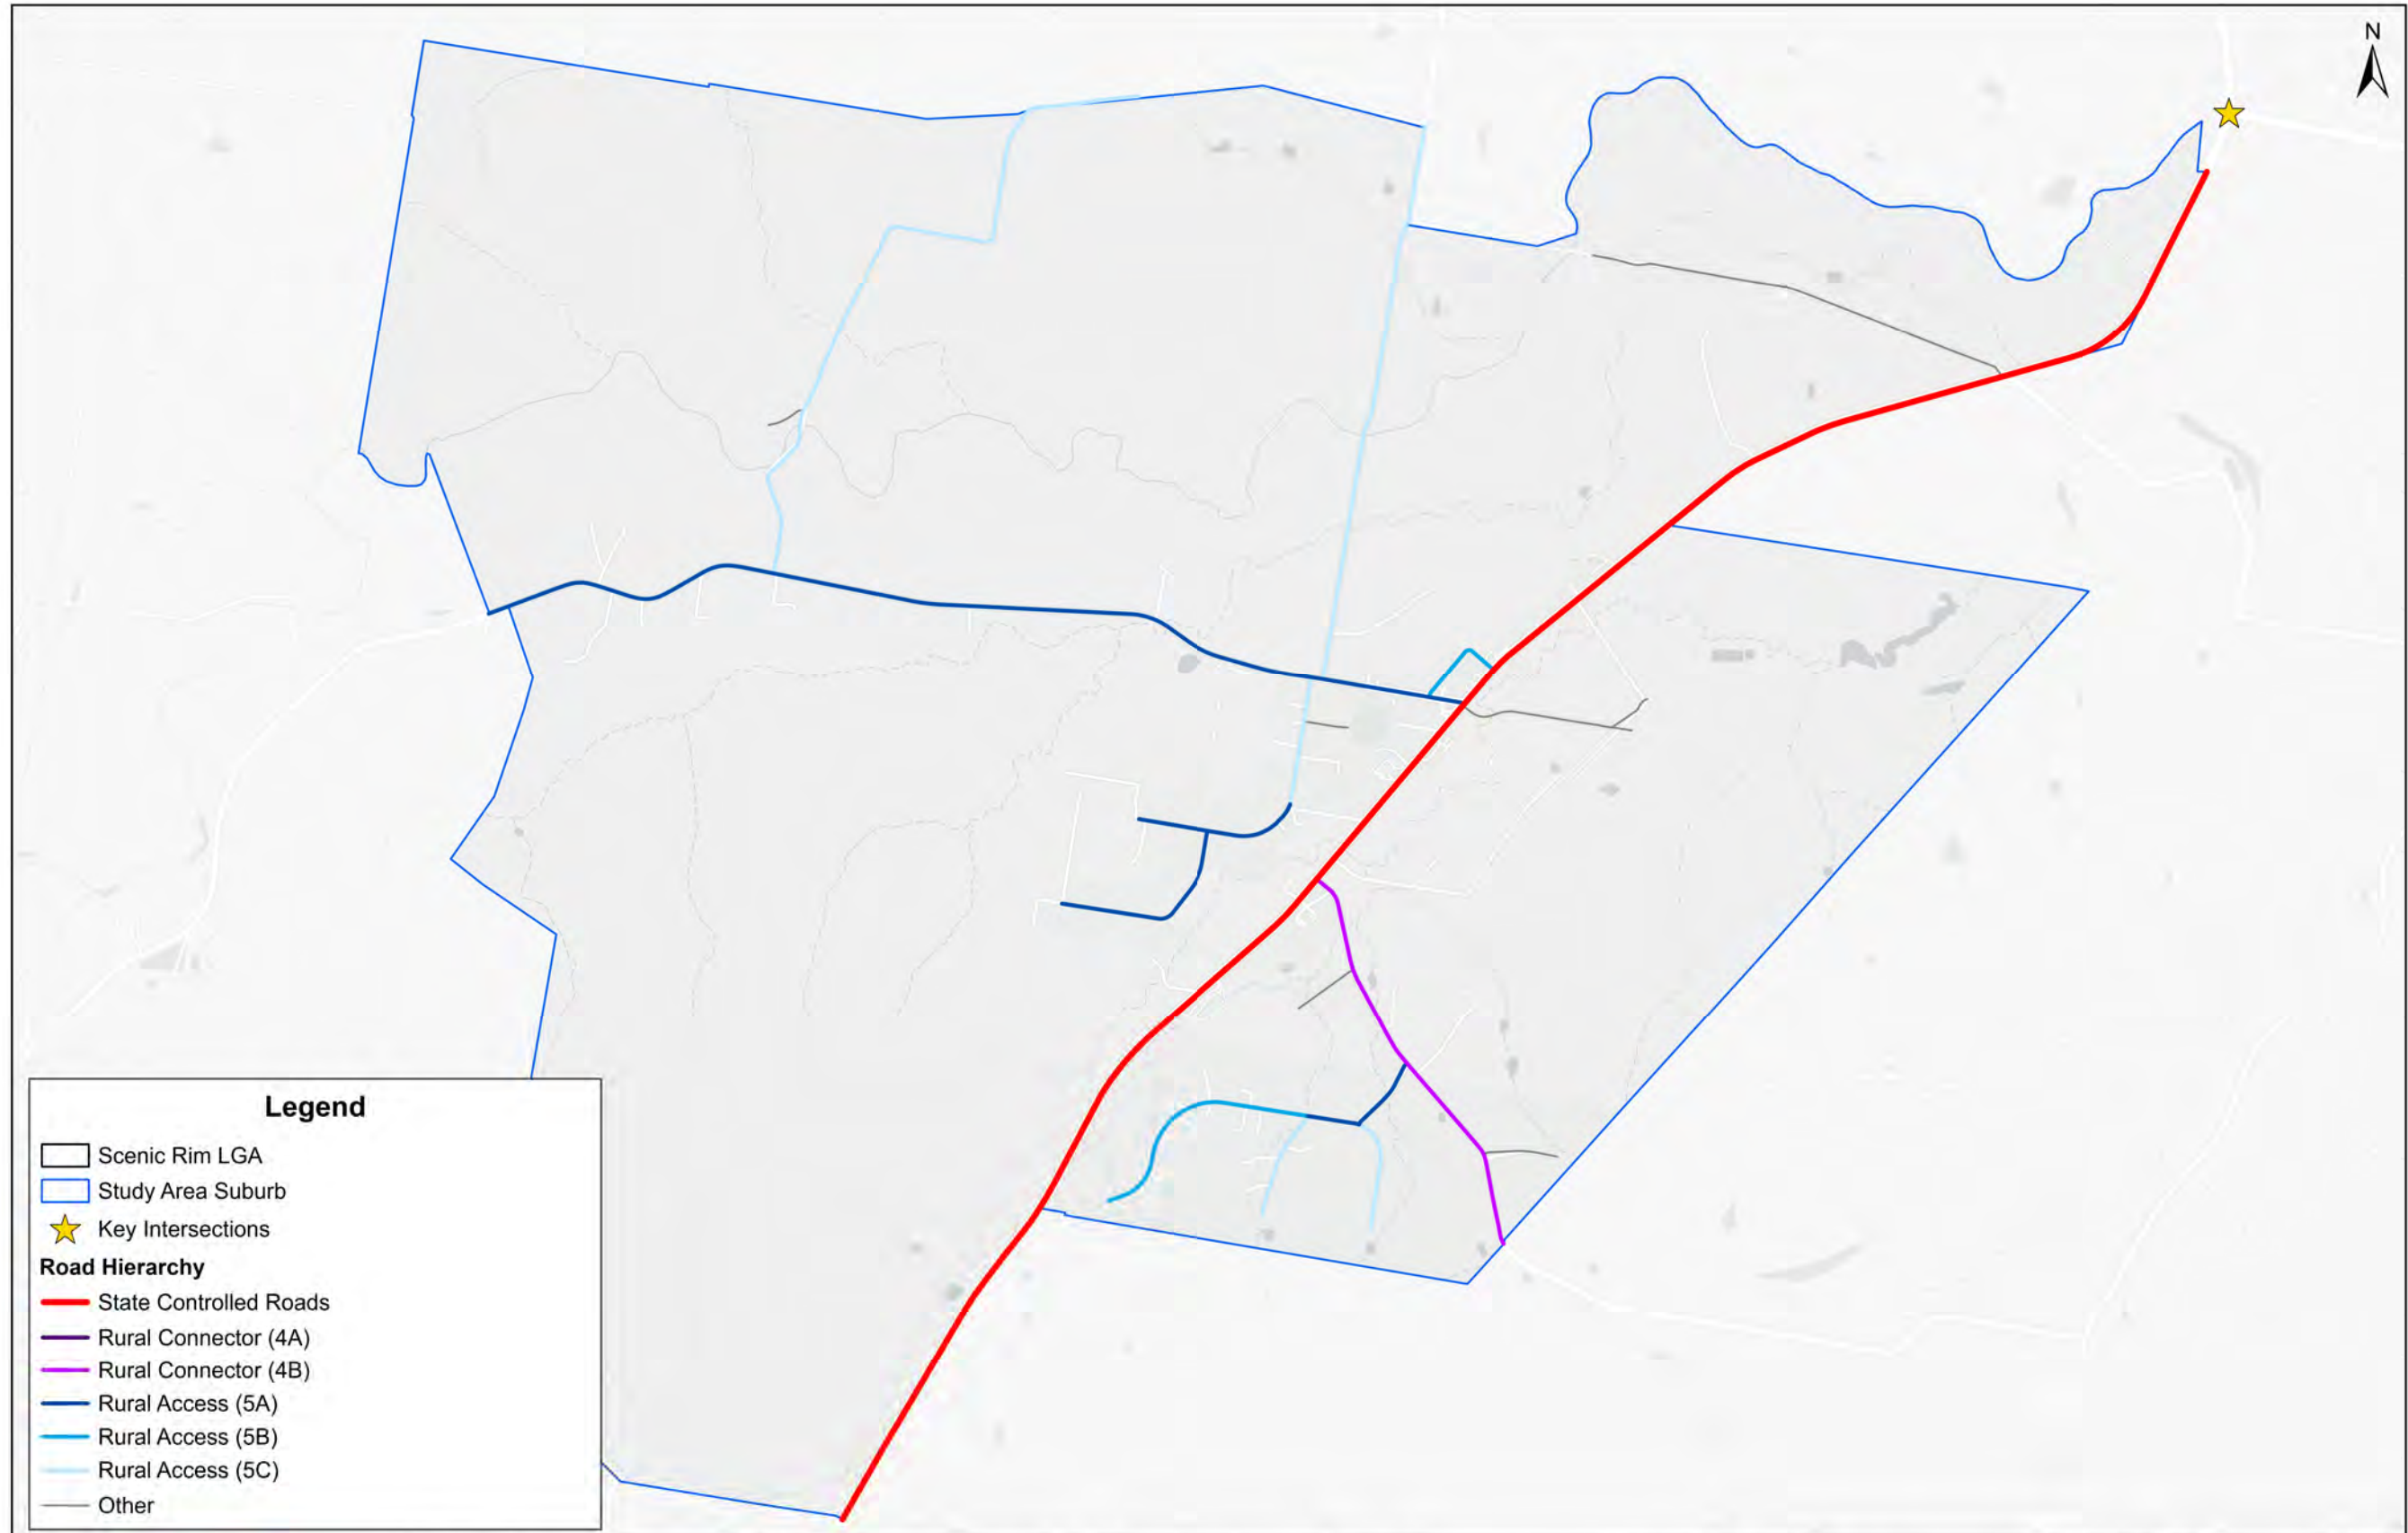 N
Legend
Scenic Rim LGA
Study Area Suburb
Key Intersections
Road Hierarchy
State Controlled Roads
Rural Connector (4A)
Rural Connector (4B)
Rural Access (5A)
Rural Access (5B)
Rural Access (5C)
Other